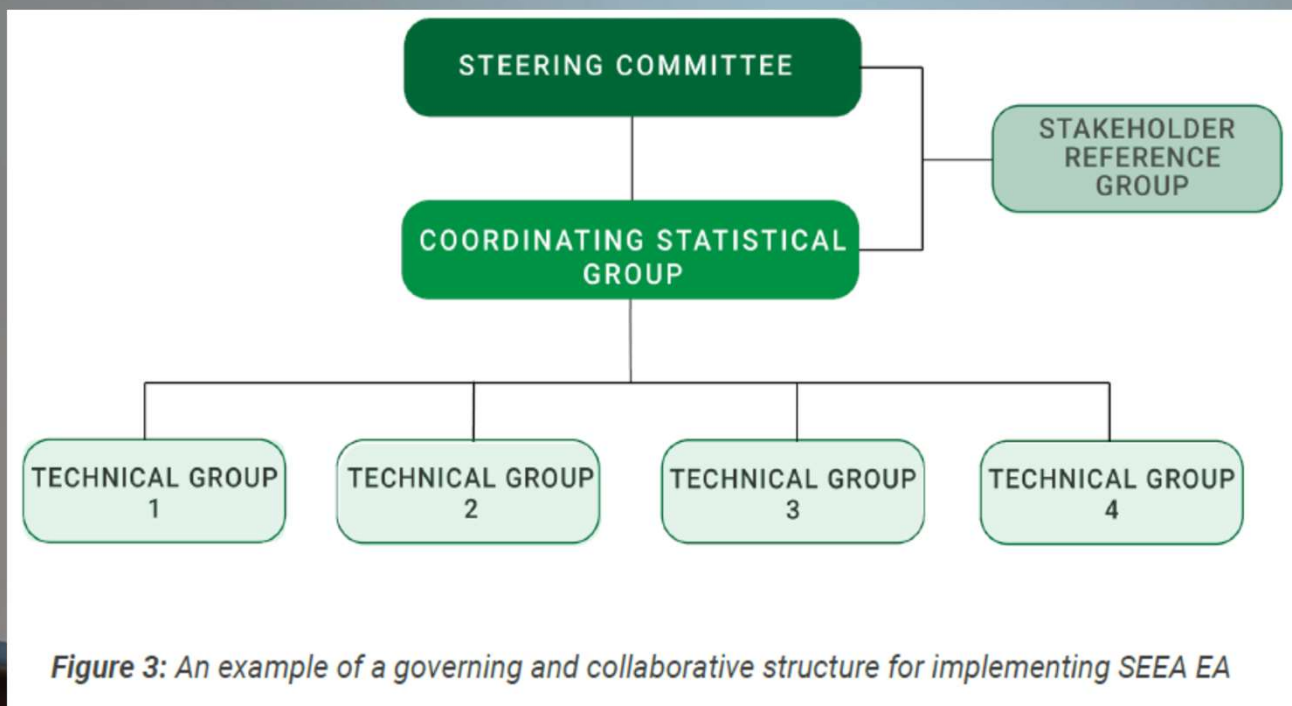 STEERING COMMITTEE
STAKEHOLDER
REFERENCE
GROUP
COORDINATING STATISTICAL
GROUP
TECHNICAL GROUP
1
TECHNICAL GROUP
2
TECHNICAL GROUP
3
TECHNICAL GROUP
4
Figure 3: An example of a governing and collaborative structure for implementing SEEA EA